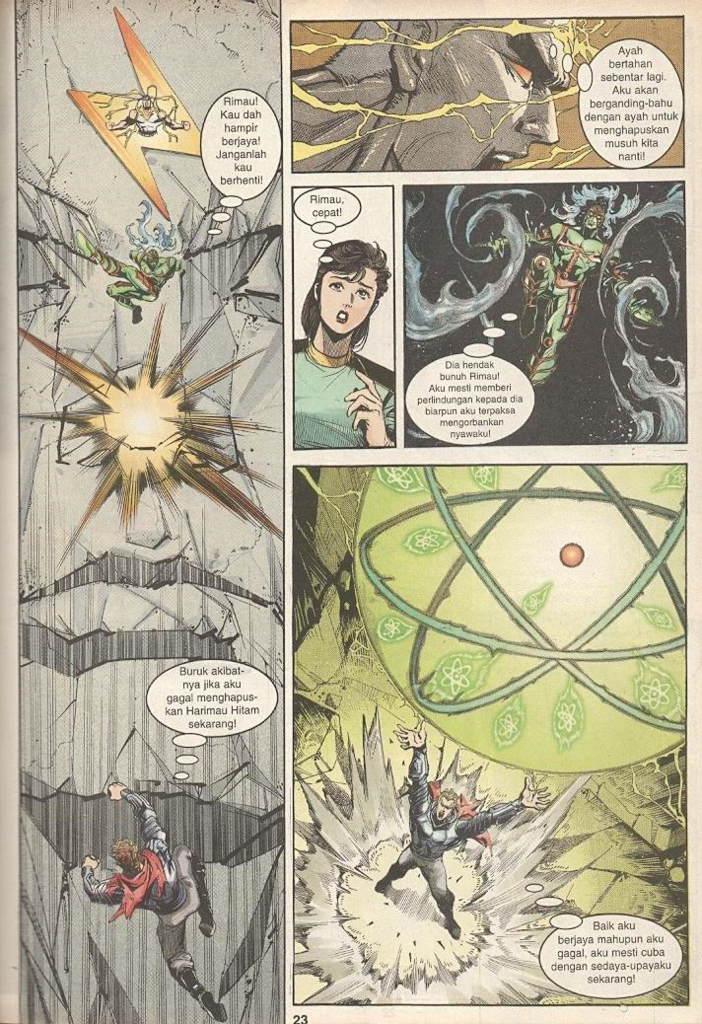 Rimau!
Kau dah
hampir
berjaya!
Janganlah
kau
berhenti!
Buruk akibat-
nya jika aku
gagal menghapus-
kan Harimau Hitam
sekarang!
Ayah
bertahan
sebentar lagi.
Aku akan
berganding-bahu
dengan ayah untuk
menghapuskan
musuh kita
nanti!
Rimau,
cepat!
Dia hendak
bunuh Rimau!
Aku mesti memberi
perlindungan kepada dia
biarpun aku terpaksa
mengorbankan
nyawaku!
Baik aku
berjaya mahupun aku
gagal, aku mesti cuba
dengan sedaya-upayaku
sekarang!
23